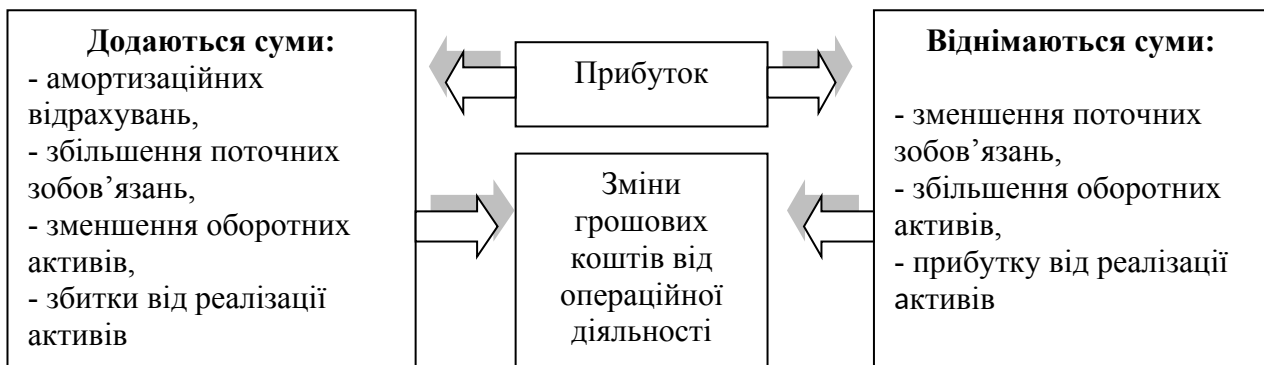 Додаються суми:
- амортизаційних
відрахувань,
- збільшення поточних
зобов’язань,
- зменшення оборотних
активів,
- збитки від реалізації
активів
Прибуток
Зміни
грошових
коштів від
операційної
діяльності
Віднімаються суми:
- зменшення поточних
зобов’язань,
- збільшення оборотних
активів,
- прибутку від реалізації
активів